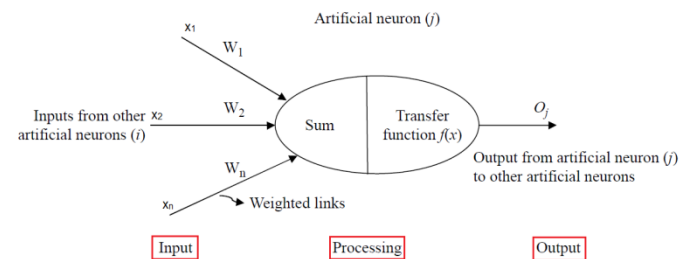 Artificial neuron (j)
x1
W1
Inputs from other
artificial neurons (i)
x2
W2
Sum
Transfer
function f(x)
Oj
Output from artificial neuron (j)
to other artificial neurons
Wn
xn
Weighted links
Input
Processing
Output